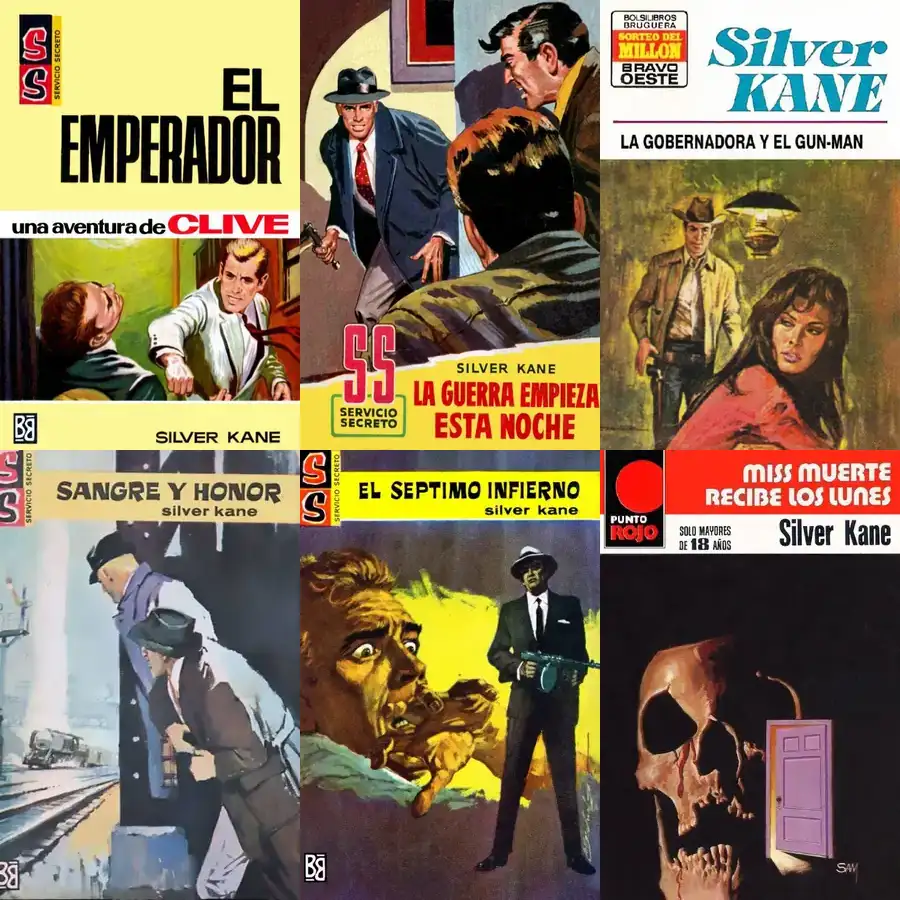 SS
SERVICIO SECRETO
EL
EMPERADOR
una aventura de CLIVE
BB
SILVER KANE
SS
SERVICIO
SECRETO
SILVER KANE
LA GUERRA EMPIEZA
ESTA NOCHE
BOLSILIBROS
BRUGUERA
SORTEO DEL
MILLON
BRAVO
OESTE
Silver
KANE
LA GOBERNADORA Y EL GUN-MAN
SS
SERVICIO SECRETO
SANGRE Y HONOR
silver kane
BB
SS
SERVICIO SECRETO
EL SEPTIMO INFIERNO
silver kane
BB
PUNTO
ROJO
MISS MUERTE
RECIBE LOS LUNES
SOLO MAYORES
DE 18 AÑOS
Silver Kane
SAM